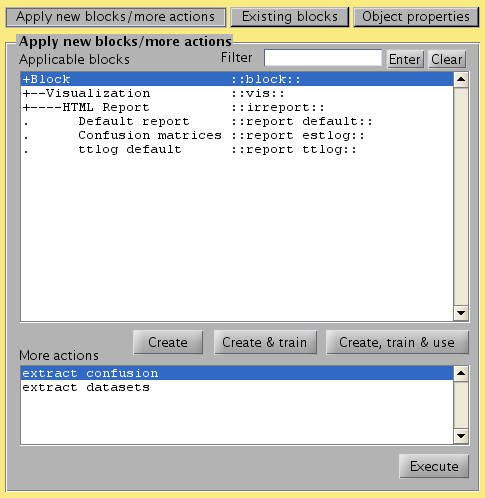 Apply new blocks/more actions Existing blocks Object properties
Apply new blocks/more actions
Applicable blocks Filter Enter Clear
+Block ::block::
+--Visualization ::vis::
+----HTML Report ::irreport::
. Default report ::report default::
. Confusion matrices ::report estlog::
. ttlog default ::report ttlog::
Create Create & train Create, train & use
More actions
extract confusion
extract datasets
Execute